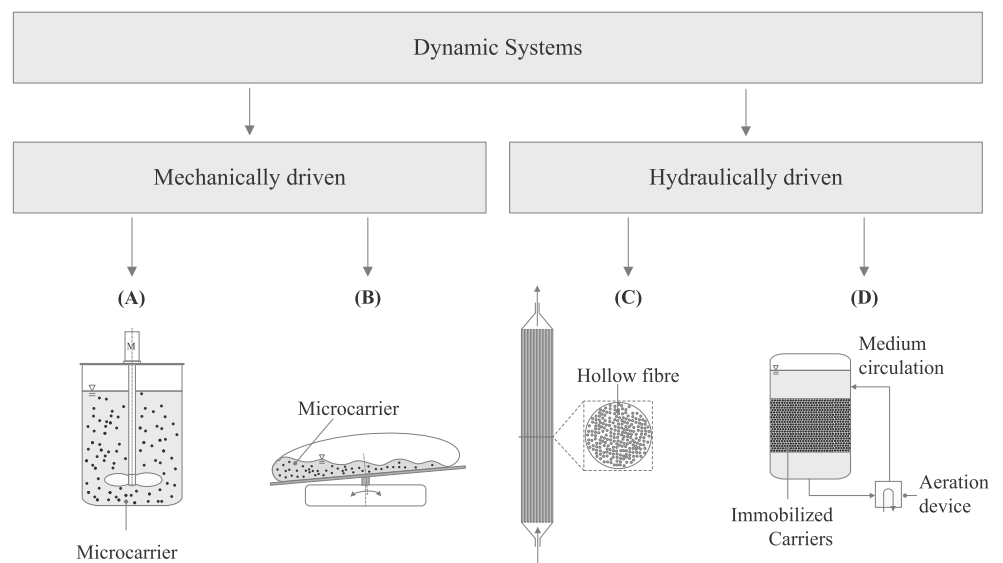 Dynamic Systems
Mechanically driven
Hydraulically driven
(A)
(B)
(C)
(D)
M
Microcarrier
Microcarrier
Hollow fibre
Medium
circulation
Immobilized
Carriers
Aeration
device